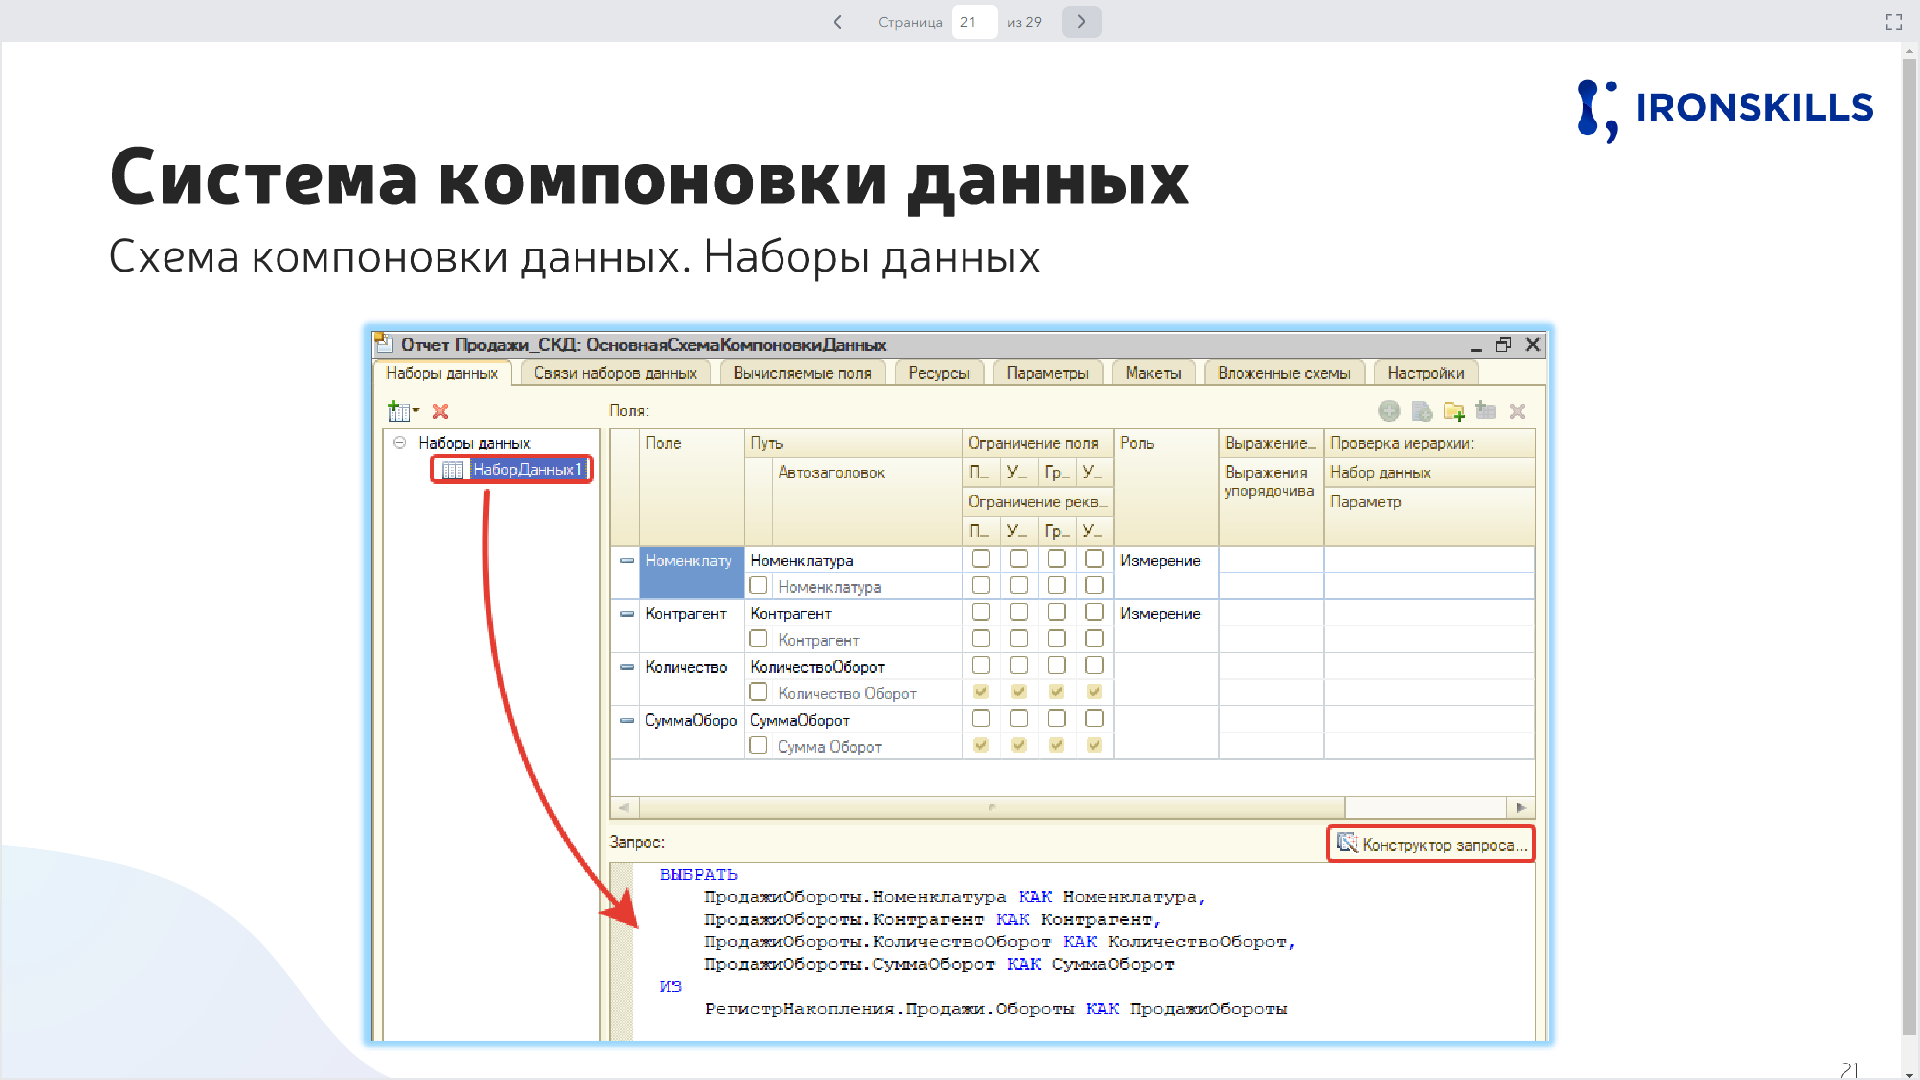 Страница 21 из 29
IRONSKILLS
Система компоновки данных
Схема компоновки данных. Наборы данных
Отчет Продажи_СКД: ОсновнаяСхемаКомпоновкиДанных
Наборы данных Связи наборов данных Вычисляемые поля Ресурсы Параметры Макеты Вложенные схемы Настройки
Поля:
Наборы данных
НаборДанных1
Поле Путь Ограничение поля Роль Выражение... Проверка иерархии:
Автозаголовок П... У... Гр... У... Выражения упорядочива Набор данных
Ограничение рекв... Параметр
П... У... Гр... У...
Номенклату Номенклатура Измерение
Номенклатура
Контрагент Контрагент Измерение
Контрагент
Количество КоличествоОборот
Количество Оборот
СуммаОборо СуммаОборот
Сумма Оборот
Запрос:
Конструктор запроса...
ВЫБРАТЬ
ПродажиОбороты.Номенклатура КАК Номенклатура,
ПродажиОбороты.Контрагент КАК Контрагент,
ПродажиОбороты.КоличествоОборот КАК КоличествоОборот,
ПродажиОбороты.СуммаОборот КАК СуммаОборот
ИЗ
РегистрНакопления.Продажи.Обороты КАК ПродажиОбороты
21